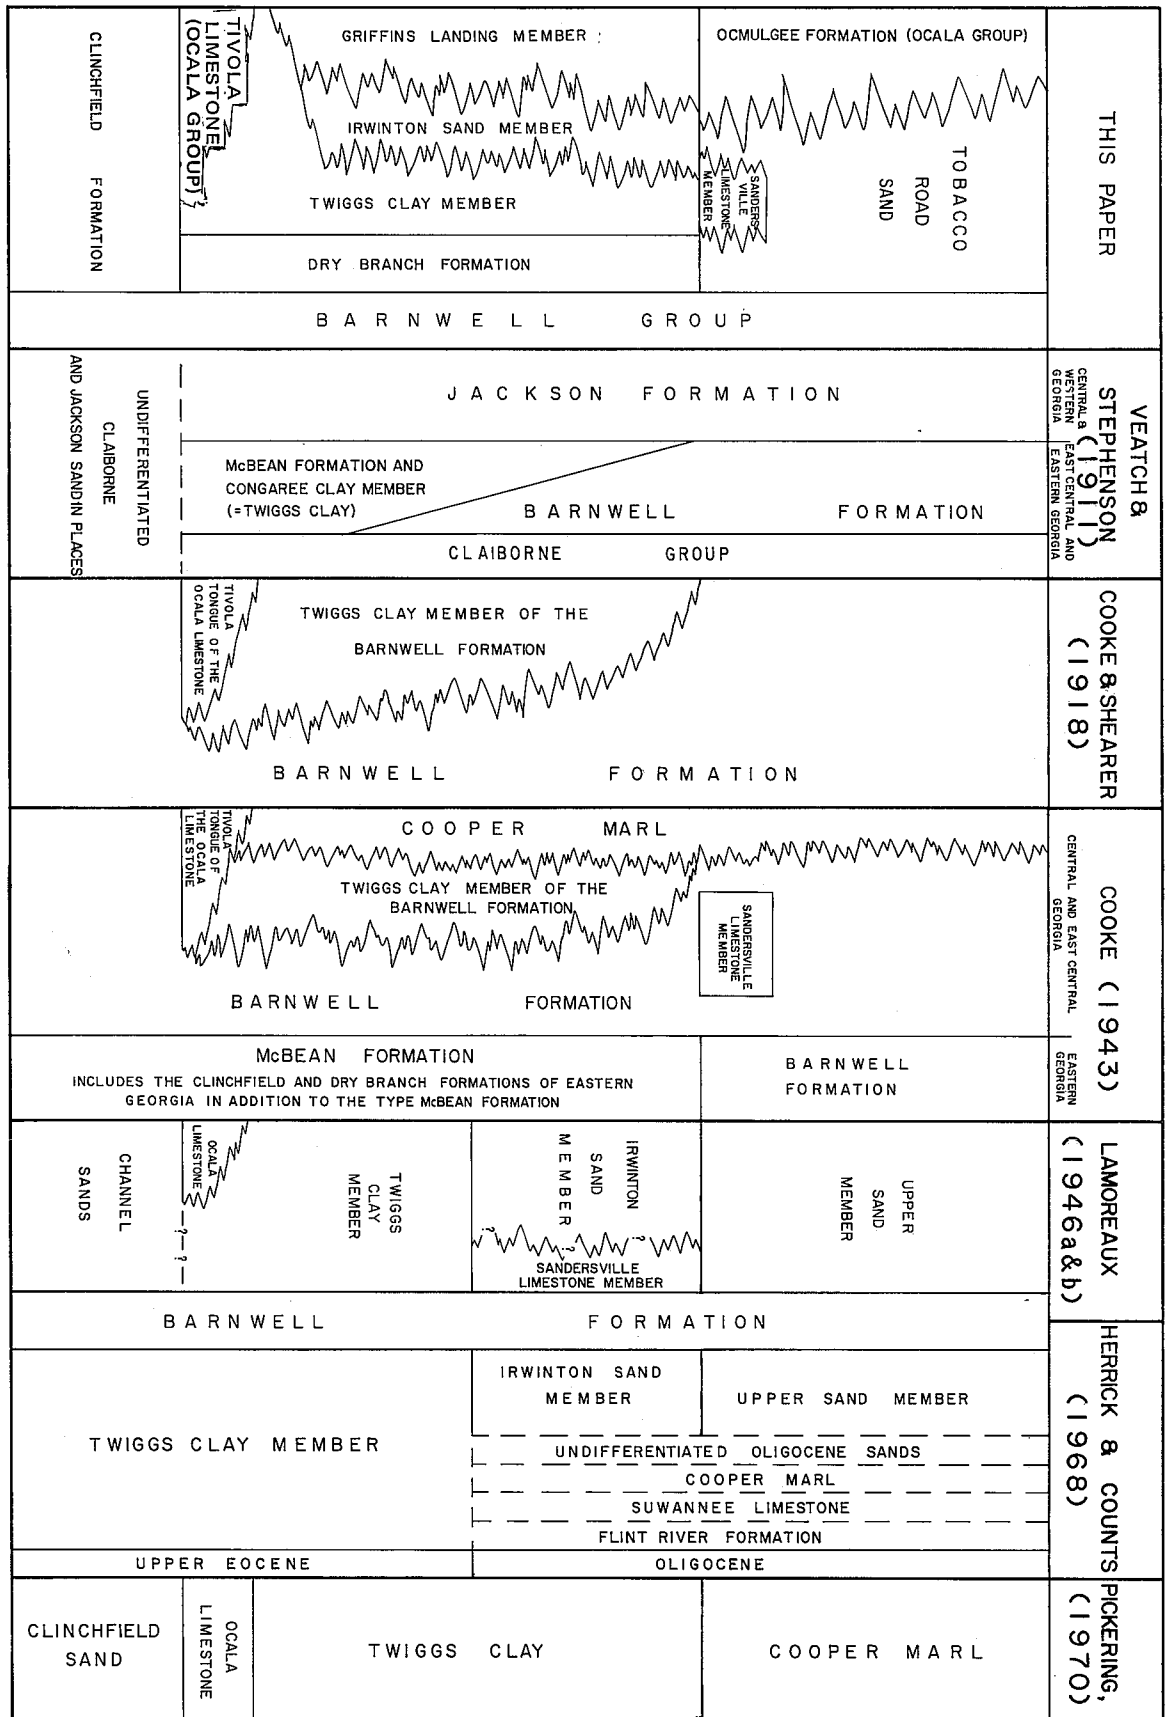 THIS PAPER
CLINCHFIELD FORMATION
TIVOLA
LIMESTONE
(OCALA GROUP)
?
GRIFFINS LANDING MEMBER
IRWINTON SAND MEMBER
TWIGGS CLAY MEMBER
DRY BRANCH FORMATION
OCMULGEE FORMATION (OCALA GROUP)
SANDERS-
VILLE
LIMESTONE
MEMBER
TOBACCO
ROAD
SAND
BARNWELL GROUP
VEATCH &
STEPHENSON
(1911)
CENTRAL &
WESTERN
GEORGIA
EAST CENTRAL AND
EASTERN GEORGIA
UNDIFFERENTIATED
CLAIBORNE
AND JACKSON SAND IN PLACES
JACKSON FORMATION
McBEAN FORMATION AND
CONGAREE CLAY MEMBER
(=TWIGGS CLAY)
BARNWELL FORMATION
CLAIBORNE GROUP
COOKE & SHEARER
(1918)
TIVOLA
TONGUE OF THE
OCALA LIMESTONE
TWIGGS CLAY MEMBER OF THE
BARNWELL FORMATION
BARNWELL FORMATION
COOKE (1943)
CENTRAL AND EAST CENTRAL
GEORGIA
EASTERN
GEORGIA
TIVOLA
TONGUE OF
THE OCALA
LIMESTONE
COOPER MARL
TWIGGS CLAY MEMBER OF THE
BARNWELL FORMATION
SANDERSVILLE
LIMESTONE
MEMBER
BARNWELL FORMATION
McBEAN FORMATION
INCLUDES THE CLINCHFIELD AND DRY BRANCH FORMATIONS OF EASTERN
GEORGIA IN ADDITION TO THE TYPE McBEAN FORMATION
BARNWELL
FORMATION
LAMOREAUX
(1946a&b)
CHANNEL
SANDS
OCALA
LIMESTONE
? ?
TWIGGS
CLAY
MEMBER
IRWINTON
SAND
MEMBER
? ? ?
SANDERSVILLE
LIMESTONE MEMBER
UPPER
SAND
MEMBER
BARNWELL FORMATION
HERRICK & COUNTS
(1968)
TWIGGS CLAY MEMBER
IRWINTON SAND
MEMBER
UPPER SAND MEMBER
UNDIFFERENTIATED OLIGOCENE SANDS
COOPER MARL
SUWANNEE LIMESTONE
FLINT RIVER FORMATION
UPPER EOCENE
OLIGOCENE
PICKERING,
(1970)
CLINCHFIELD
SAND
OCALA
LIMESTONE
TWIGGS CLAY
COOPER MARL